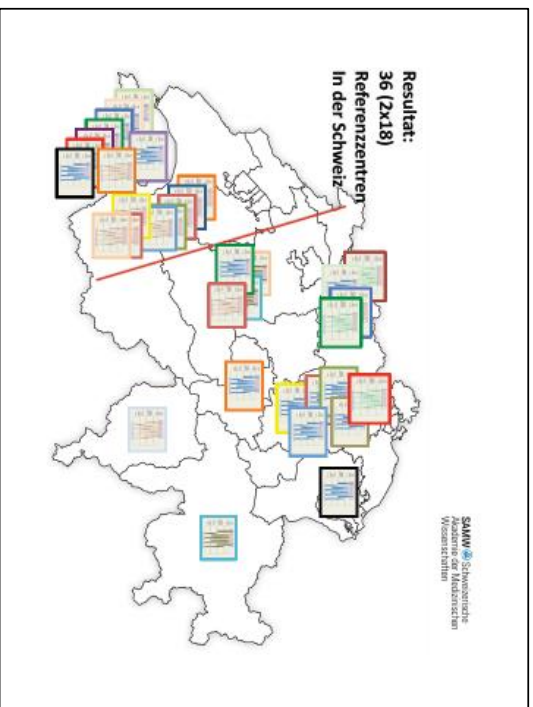 Resultat:
36 (2x18)
Referenzzentren
In der Schweiz
SAMW Schweizerische
Akademie der Medizinischen
Wissenschaften